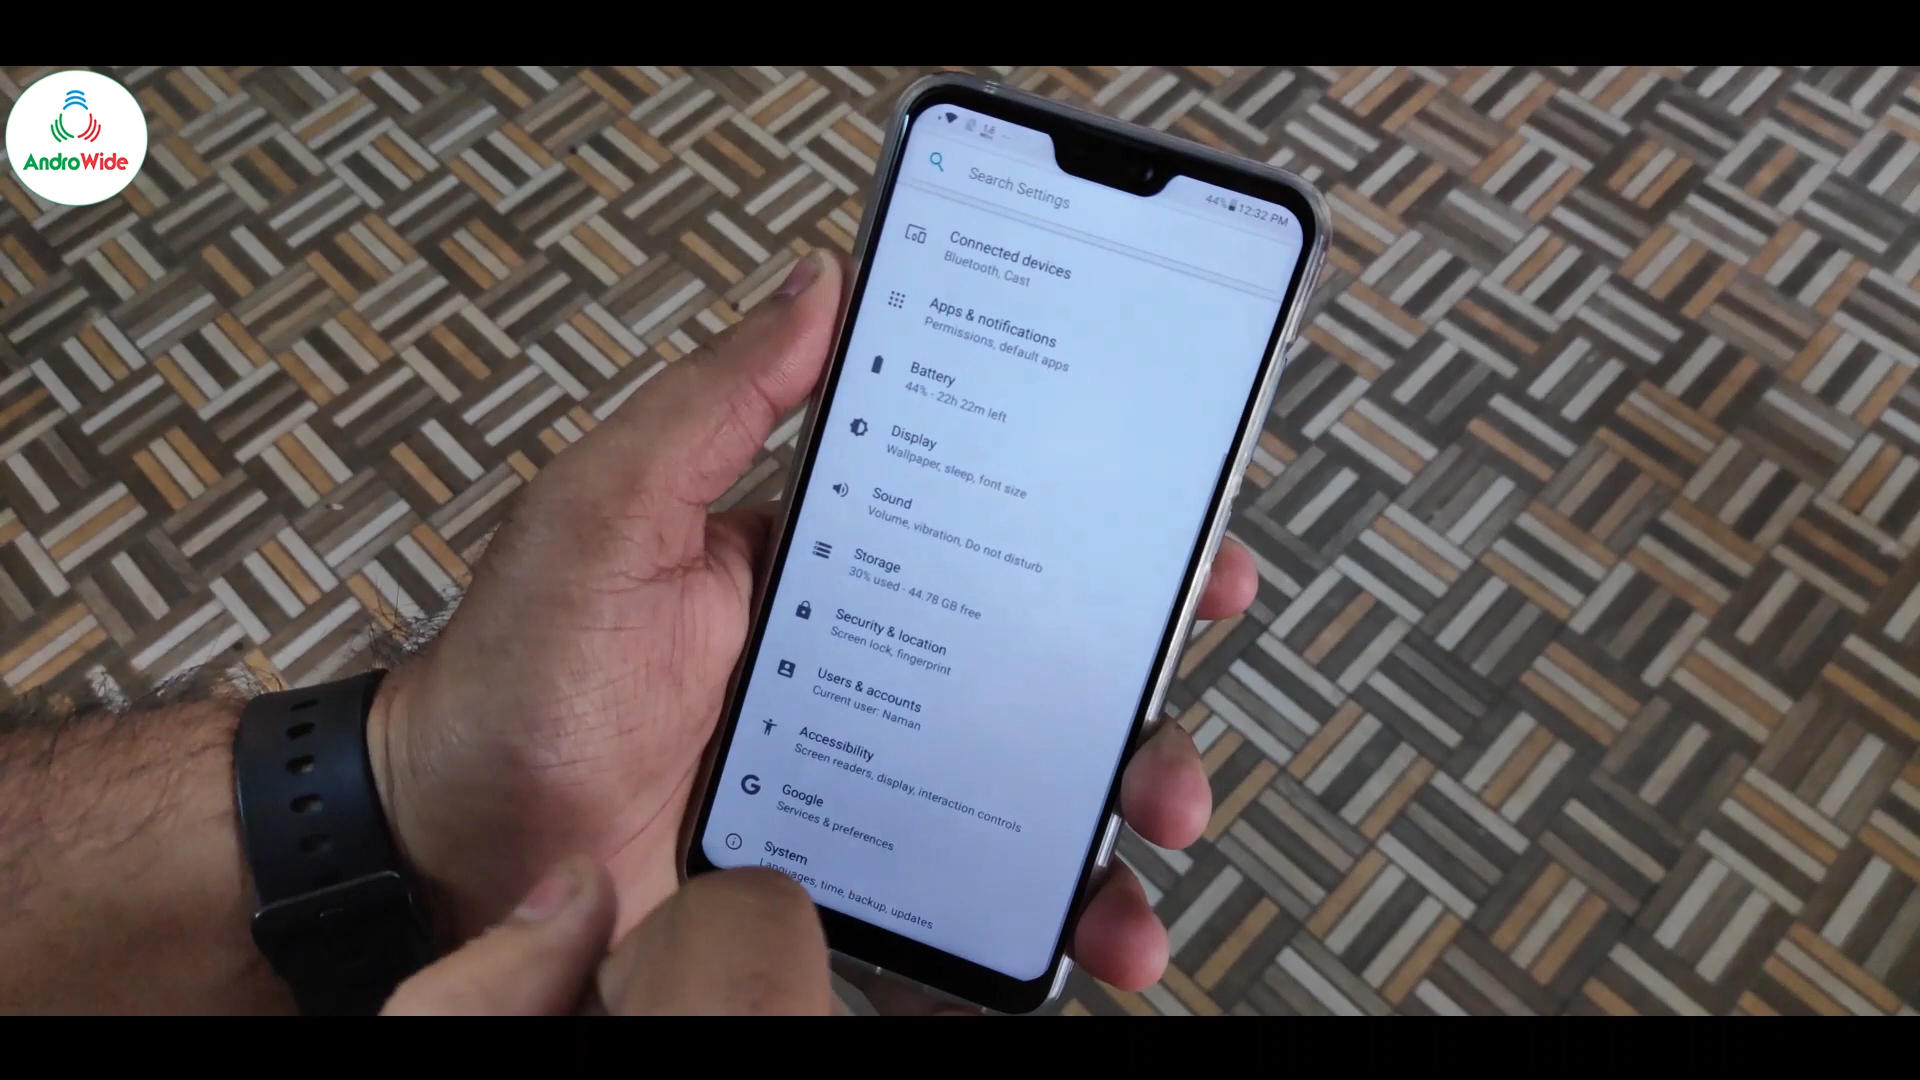 AndroWide
44% 12:32 PM
Search Settings
Connected devices
Bluetooth, Cast
Apps & notifications
Permissions, default apps
Battery
44% - 22h 22m left
Display
Wallpaper, sleep, font size
Sound
Volume, vibration, Do not disturb
Storage
30% used - 44.78 GB free
Security & location
Screen lock, fingerprint
Users & accounts
Current user: Naman
Accessibility
Screen readers, display, interaction controls
Google
Services & preferences
System
Languages, time, backup, updates